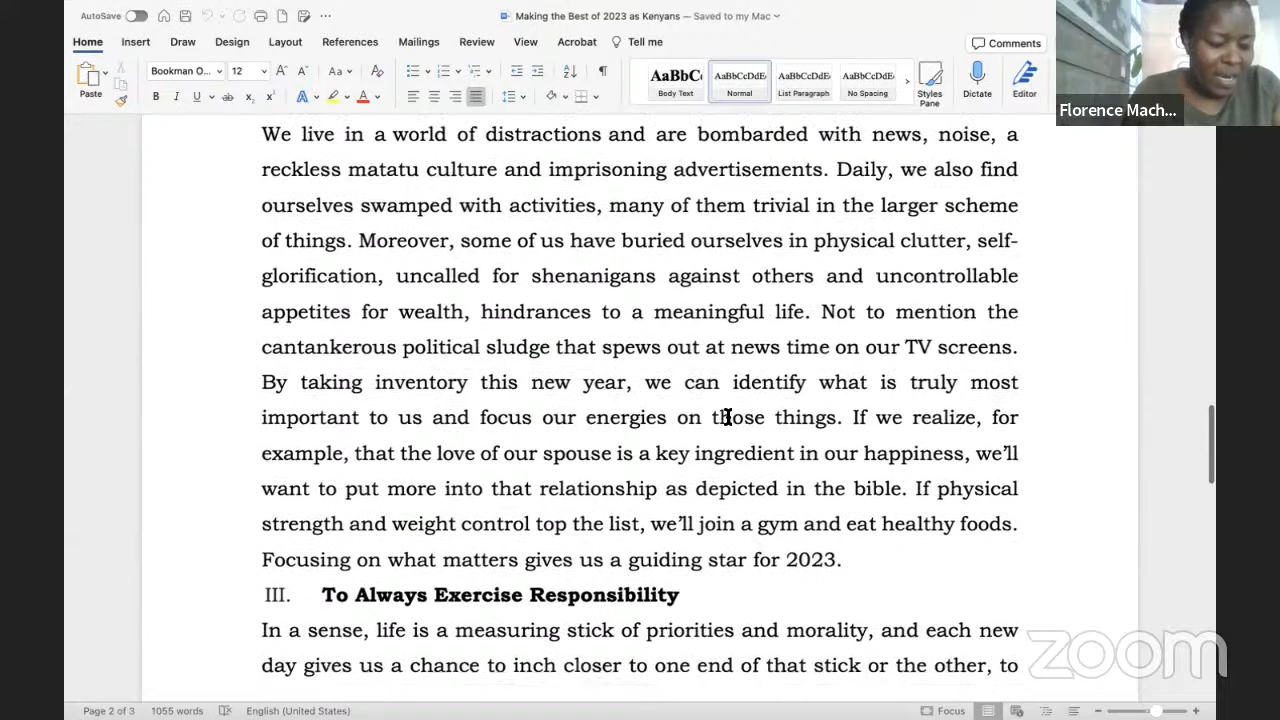 AutoSave
Making the Best of 2023 as Kenyans — Saved to my Mac
Home Insert Draw Design Layout References Mailings Review View Acrobat Tell me
Comments
Paste
Bookman O... 12
AaBbC AaBbCcDdE AaBbCcDdE AaBbCcDdE
Body Text Normal List Paragraph No Spacing
Styles Pane
Dictate
Editor
Florence Mach...
We live in a world of distractions and are bombarded with news, noise, a
reckless matatu culture and imprisoning advertisements. Daily, we also find
ourselves swamped with activities, many of them trivial in the larger scheme
of things. Moreover, some of us have buried ourselves in physical clutter, self-
glorification, uncalled for shenanigans against others and uncontrollable
appetites for wealth, hindrances to a meaningful life. Not to mention the
cantankerous political sludge that spews out at news time on our TV screens.
By taking inventory this new year, we can identify what is truly most
important to us and focus our energies on those things. If we realize, for
example, that the love of our spouse is a key ingredient in our happiness, we’ll
want to put more into that relationship as depicted in the bible. If physical
strength and weight control top the list, we’ll join a gym and eat healthy foods.
Focusing on what matters gives us a guiding star for 2023.
III. To Always Exercise Responsibility
In a sense, life is a measuring stick of priorities and morality, and each new
day gives us a chance to inch closer to one end of that stick or the other, to
zoom
Page 2 of 3 1055 words English (United States) Focus